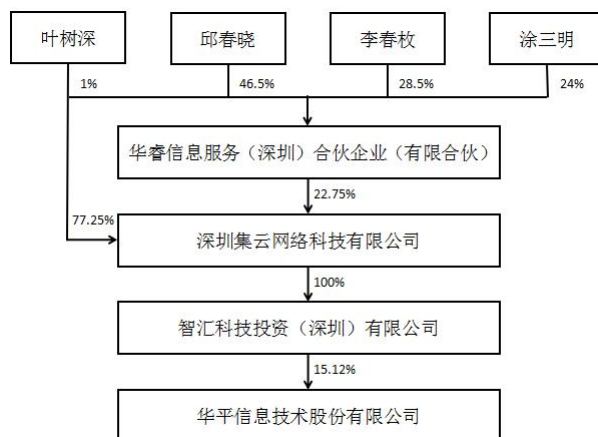 叶树深
邱春晓
李春枚
涂三明
1%
46.5%
28.5%
24%
华睿信息服务（深圳）合伙企业（有限合伙）
22.75%
77.25%
深圳集云网络科技有限公司
100%
智汇科技投资（深圳）有限公司
15.12%
华平信息技术股份有限公司